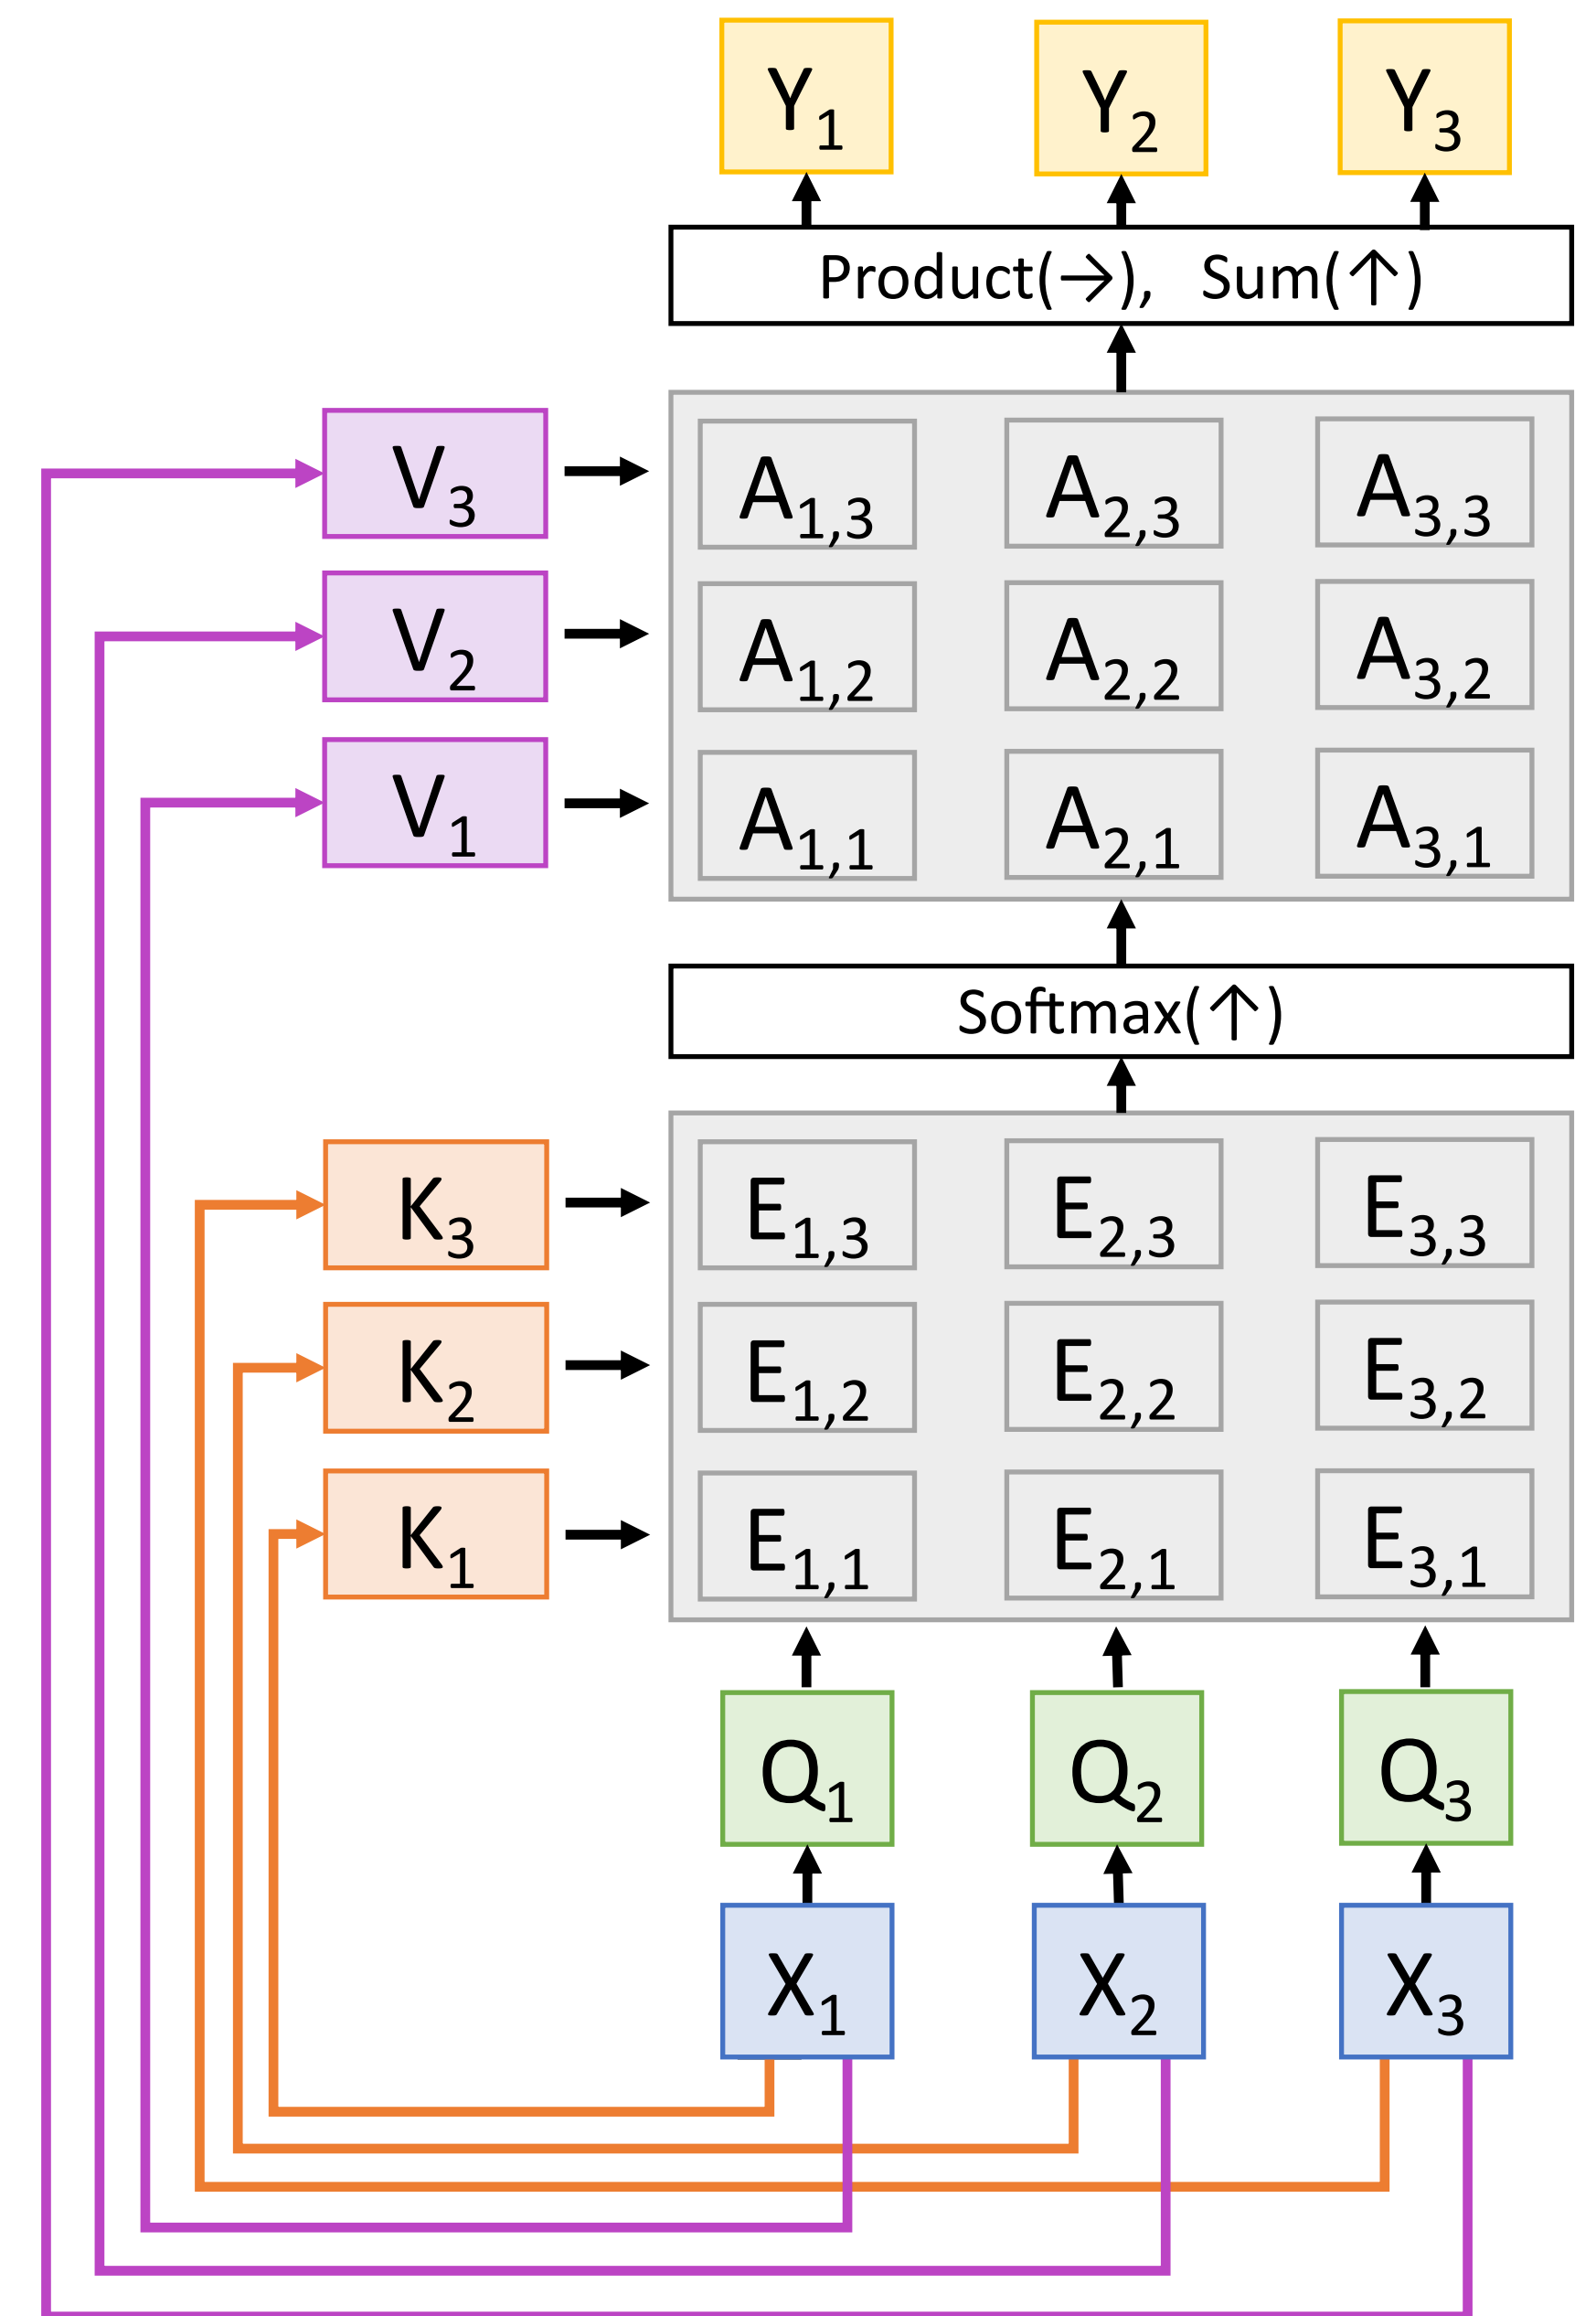 Y1 Y2 Y3
Product(→), Sum(↑)
V3 A1,3 A2,3 A3,3
V2 A1,2 A2,2 A3,2
V1 A1,1 A2,1 A3,1
Softmax(↑)
K3 E1,3 E2,3 E3,3
K2 E1,2 E2,2 E3,2
K1 E1,1 E2,1 E3,1
Q1 Q2 Q3
X1 X2 X3